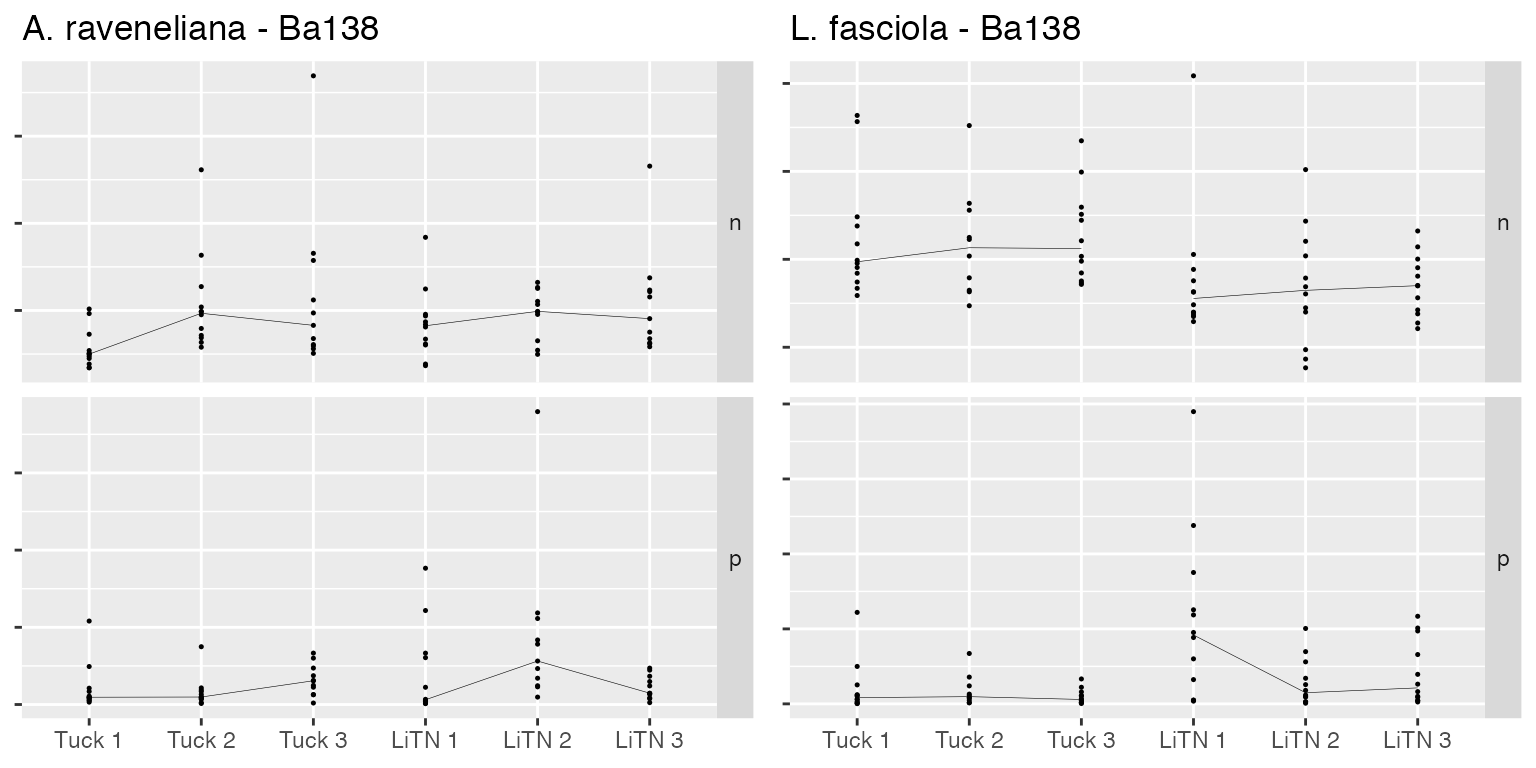 A. raveneliana - Ba138
n
p
Tuck 1 Tuck 2 Tuck 3 LiTN 1 LiTN 2 LiTN 3
L. fasciola - Ba138
n
p
Tuck 1 Tuck 2 Tuck 3 LiTN 1 LiTN 2 LiTN 3